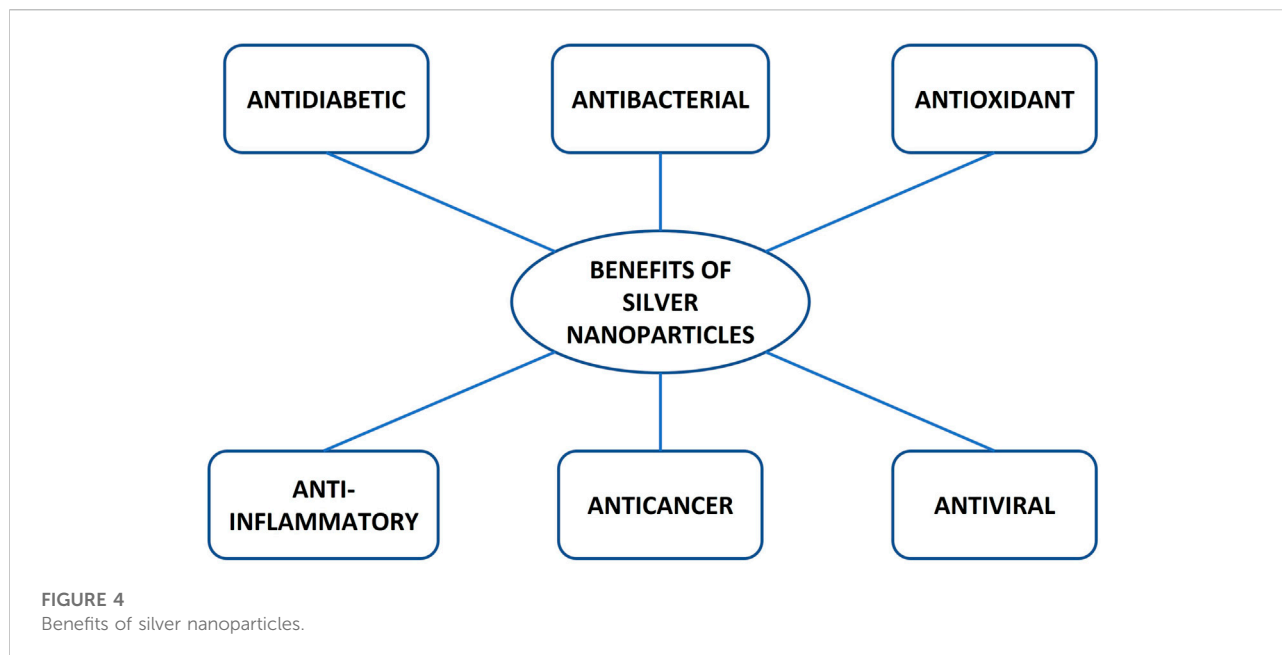 ANTIDIABETIC
ANTIBACTERIAL
ANTIOXIDANT
BENEFITS OF
SILVER
NANOPARTICLES
ANTI-
INFLAMMATORY
ANTICANCER
ANTIVIRAL
FIGURE 4
Benefits of silver nanoparticles.